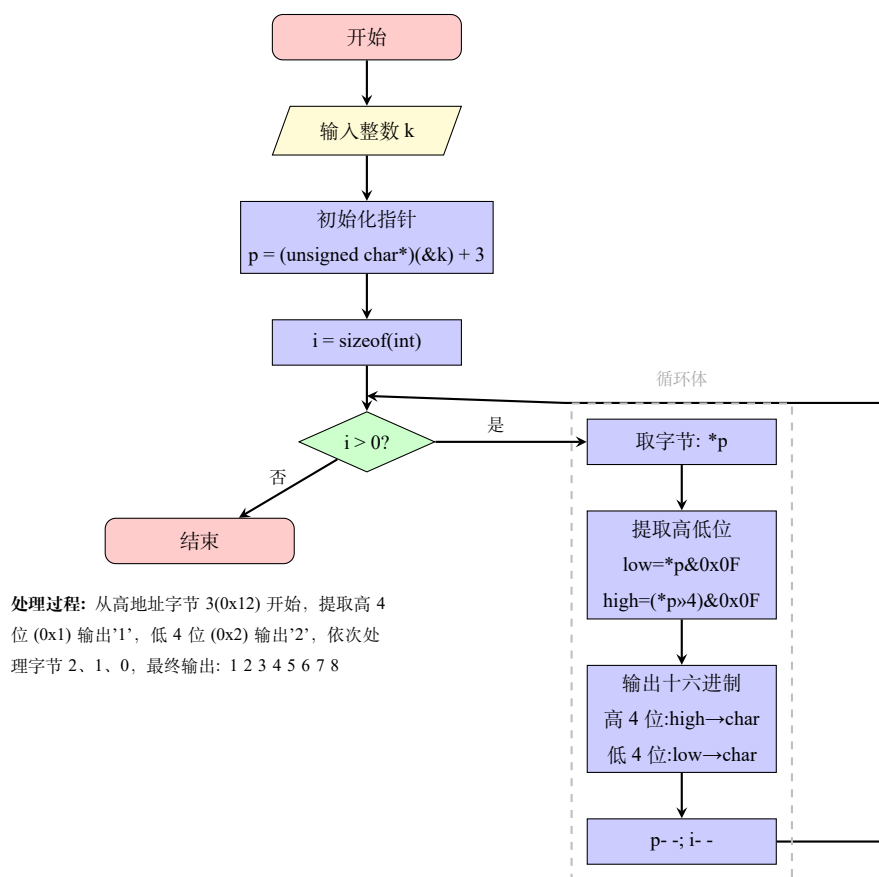 开始
输入整数 k
初始化指针
p = (unsigned char*)(&k) + 3
i = sizeof(int)
循环体
i > 0?
是
取字节: *p
否
结束
提取高低位
low=*p&0x0F
high=(*p»4)&0x0F
处理过程: 从高地址字节 3(0x12) 开始, 提取高 4
位 (0x1) 输出’1’, 低 4 位 (0x2) 输出’2’, 依次处
理字节 2、1、0, 最终输出: 1 2 3 4 5 6 7 8
输出十六进制
高 4 位:high→char
低 4 位:low→char
p- -; i- -